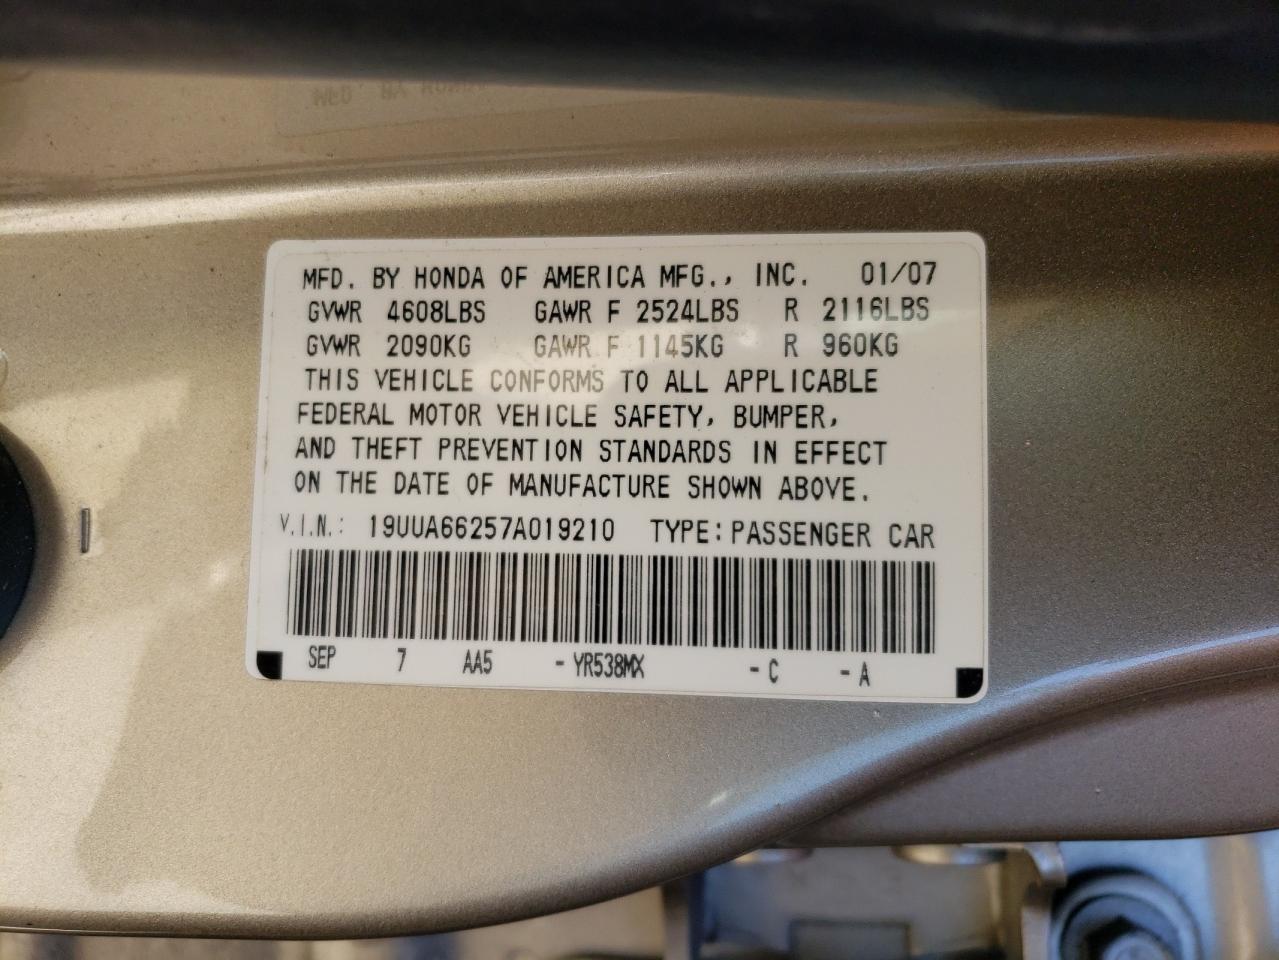 MFD. BY HONDA OF AMERICA MFG., INC. 01/07
GVWR 4608LBS GAWR F 2524LBS R 2116LBS
GVWR 2090KG GAWR F 1145KG R 960KG
THIS VEHICLE CONFORMS TO ALL APPLICABLE
FEDERAL MOTOR VEHICLE SAFETY, BUMPER,
AND THEFT PREVENTION STANDARDS IN EFFECT
ON THE DATE OF MANUFACTURE SHOWN ABOVE.
V.I.N.: 19UUA66257A019210 TYPE: PASSENGER CAR
SEP 7 AA5 - YR538MX - C - A